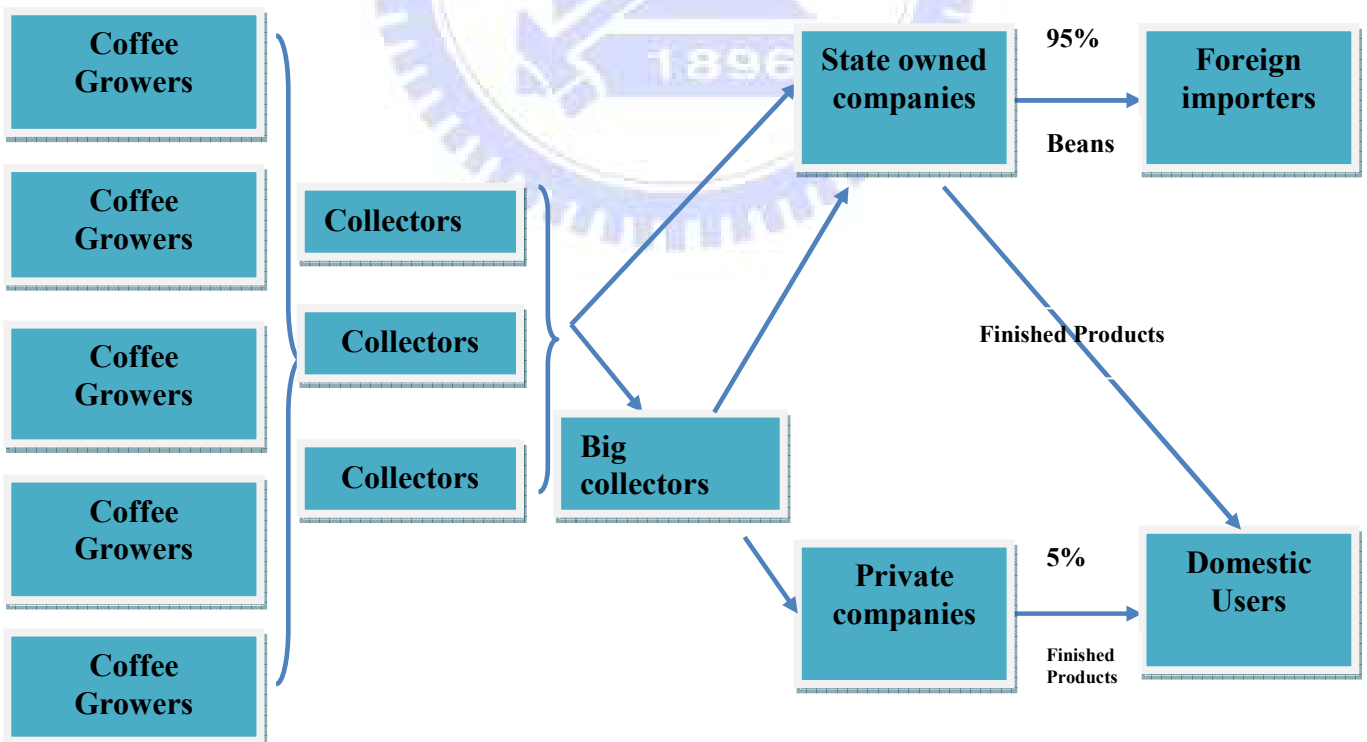 Coffee
Growers
Coffee
Growers
Coffee
Growers
Coffee
Growers
Coffee
Growers
Collectors
Collectors
Collectors
Big
collectors
State owned
companies
Private
companies
95%
Beans
Finished Products
5%
Finished
Products
Foreign
importers
Domestic
Users
1896